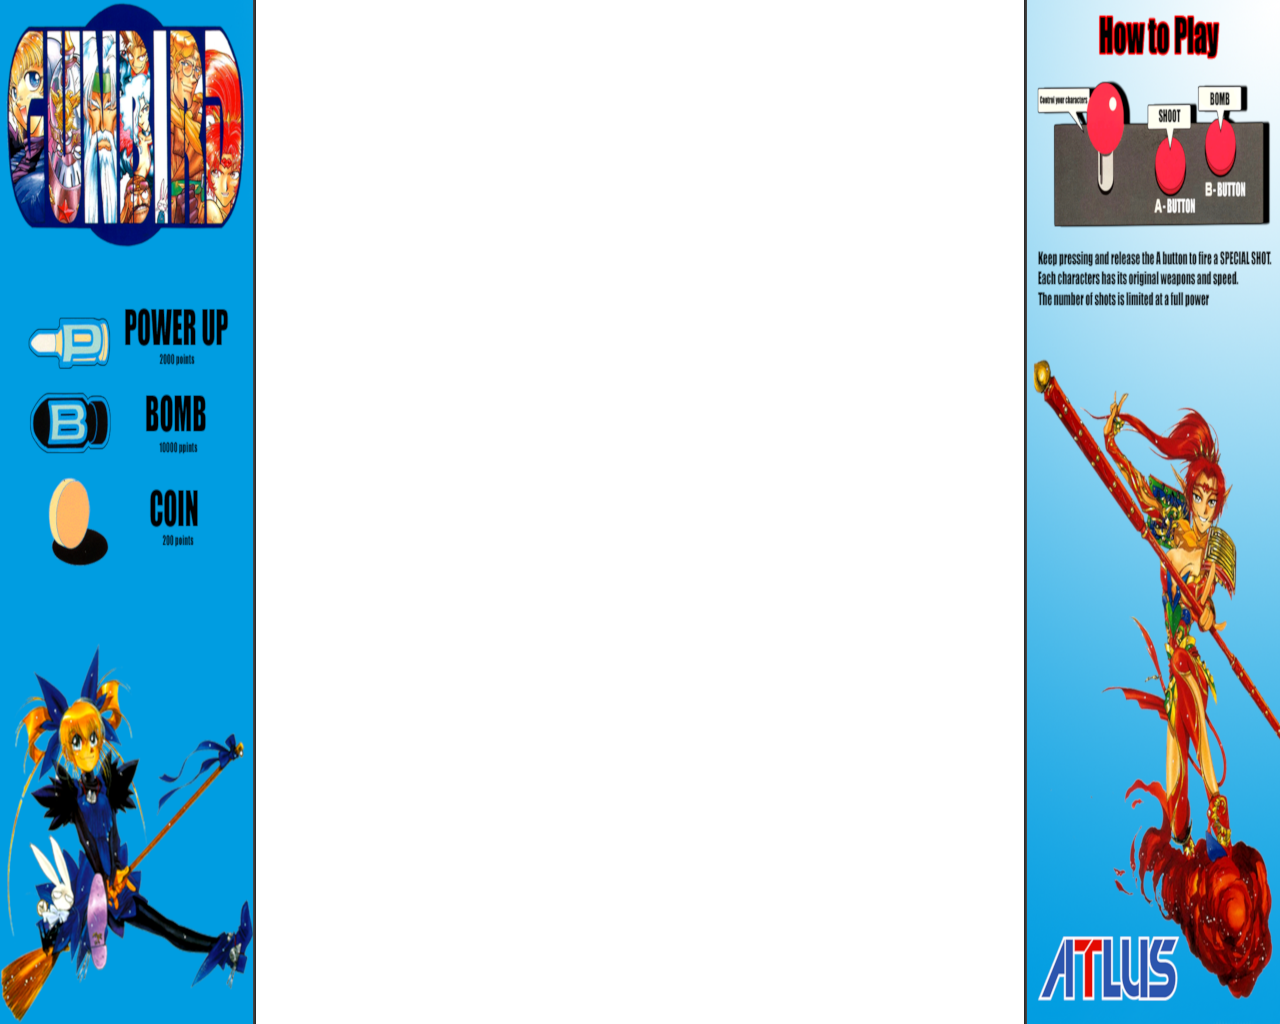 GUNBIRD
POWER UP
2000 points
BOMB
10000 ppints
COIN
200 points
How to Play
Control your characters
SHOOT
BOMB
A-BUTTON
B-BUTTON
Keep pressing and release the A button to fire a SPECIAL SHOT.
Each characters has its original weapons and speed.
The number of shots is limited at a full power
ATLUS